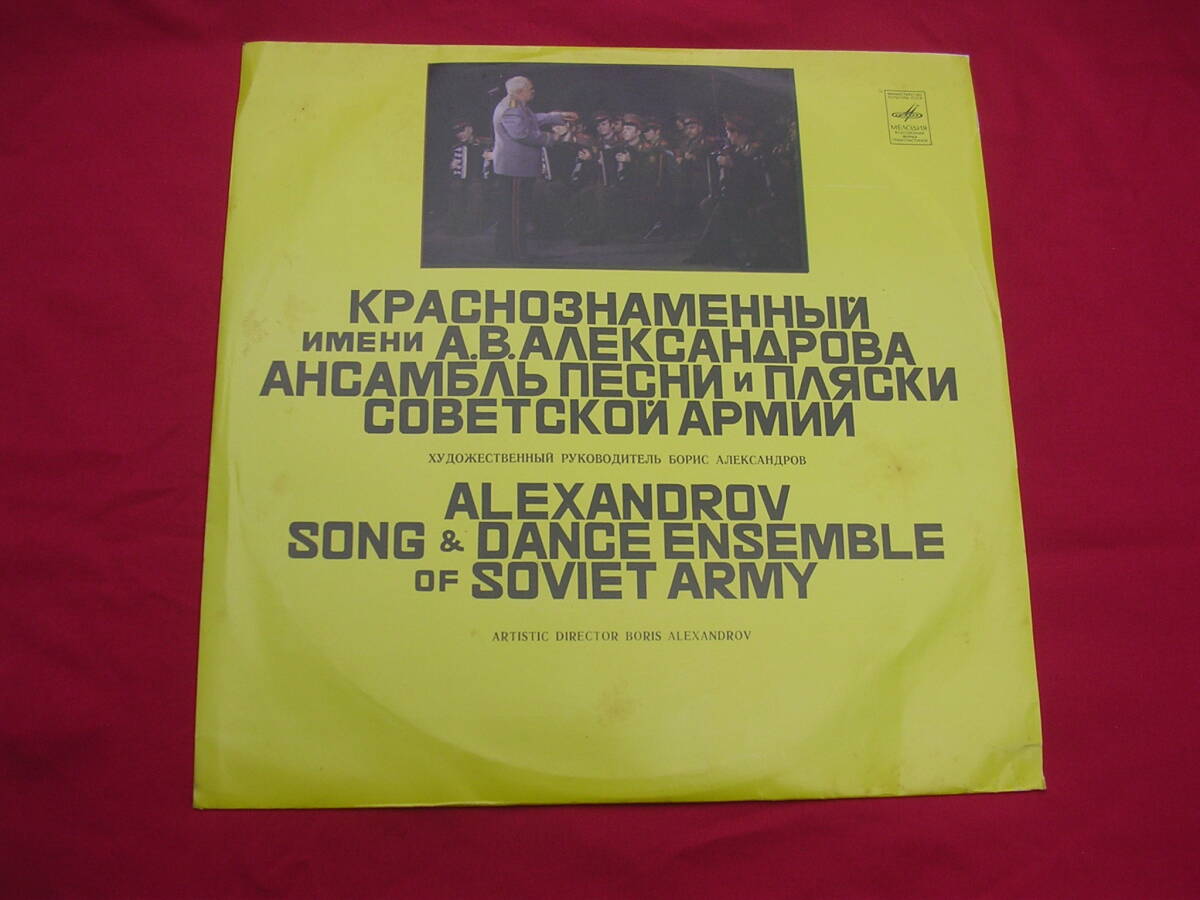 МЕЛОДИЯ
КРАСНОЗНАМЕННЫЙ
ИМЕНИ А.В.АЛЕКСАНДРОВА
АНСАМБЛЬ ПЕСНИ И ПЛЯСКИ
СОВЕТСКОЙ АРМИИ
ХУДОЖЕСТВЕННЫЙ РУКОВОДИТЕЛЬ БОРИС АЛЕКСАНДРОВ
ALEXANDROV
SONG & DANCE ENSEMBLE
OF SOVIET ARMY
ARTISTIC DIRECTOR BORIS ALEXANDROV